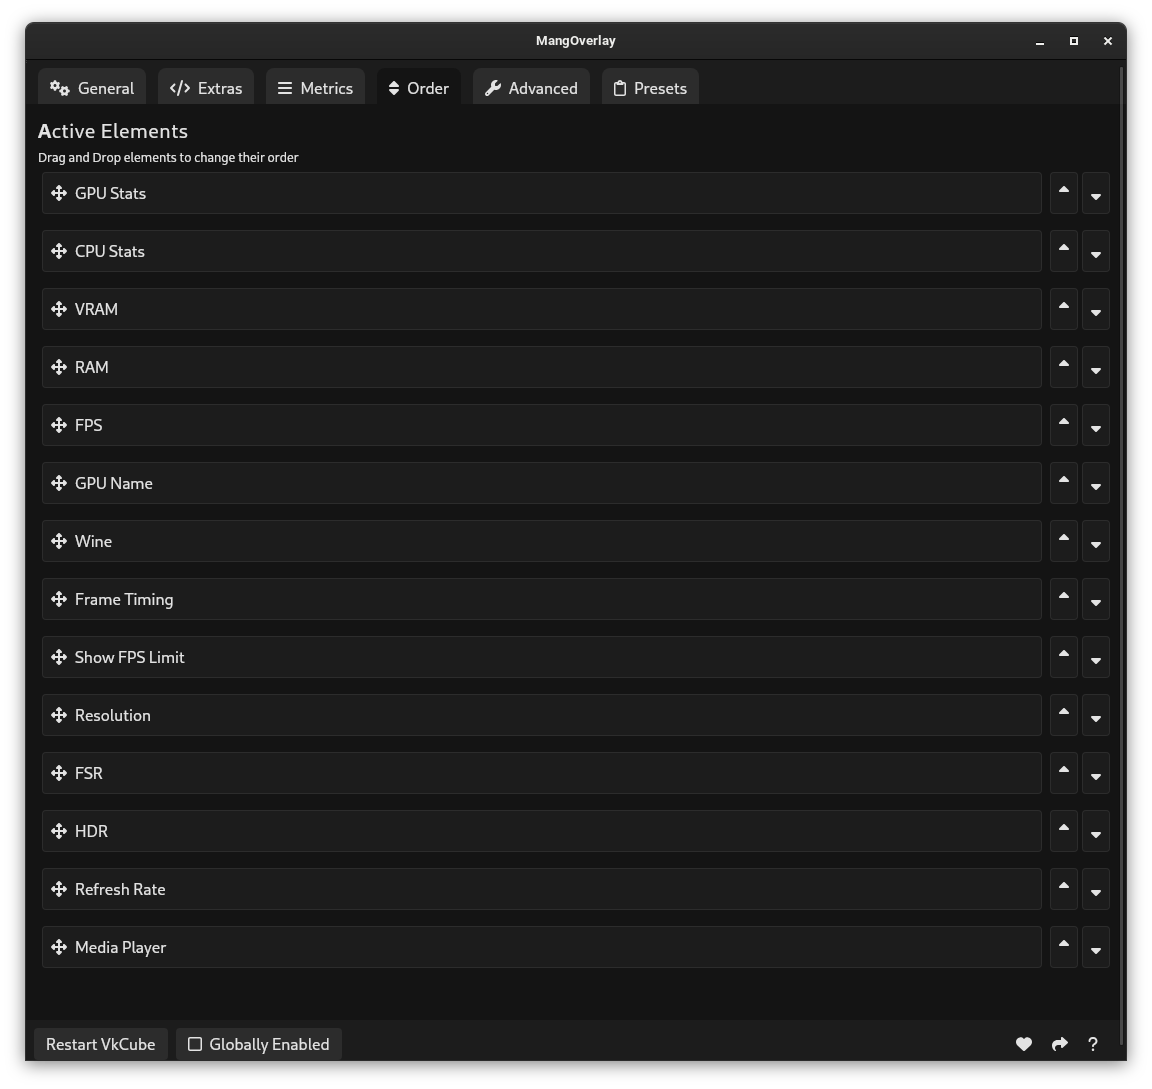 MangOverlay
General Extras Metrics Order Advanced Presets
Active Elements
Drag and Drop elements to change their order
GPU Stats
CPU Stats
VRAM
RAM
FPS
GPU Name
Wine
Frame Timing
Show FPS Limit
Resolution
FSR
HDR
Refresh Rate
Media Player
Restart VkCube Globally Enabled ?